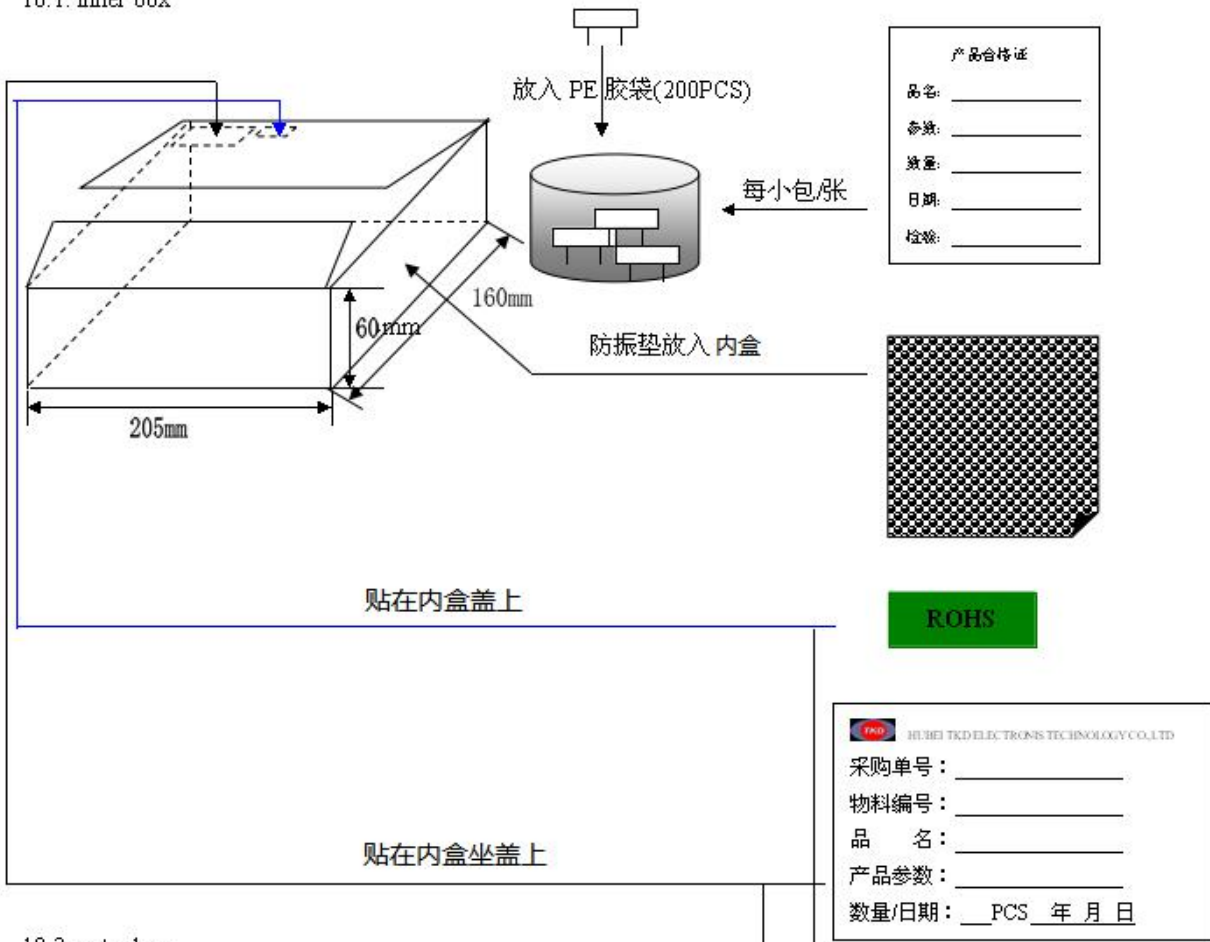 10.1. inner box
放入 PE 胶袋(200PCS)
产品合格证
品名:
参数:
数量:
日期:
检验:
每小包/张
160mm
60mm
防振垫放入 内盒
205mm
贴在内盒盖上
ROHS
TKD HUBEI TKD ELECTRONIS TECHNOLOGY CO.,LTD
采购单号：
物料编号：
品 名：
产品参数：
贴在内盒坐盖上
数量/日期： PCS 年 月 日